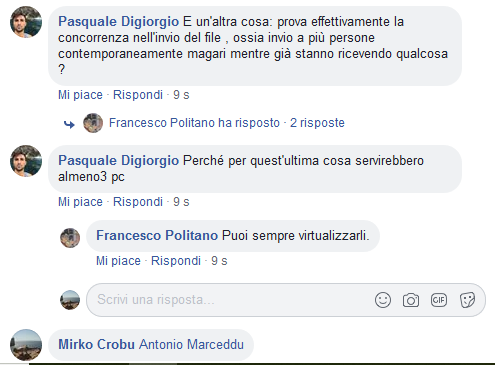 Pasquale Digiorgio E un'altra cosa: prova effettivamente la
concorrenza nell'invio del file , ossia invio a più persone
contemporaneamente magari mentre già stanno ricevendo qualcosa
?
Mi piace · Rispondi · 9 s
Francesco Politano ha risposto · 2 risposte
Pasquale Digiorgio Perché per quest'ultima cosa servirebbero
almeno3 pc
Mi piace · Rispondi · 9 s
Francesco Politano Puoi sempre virtualizzarli.
Mi piace · Rispondi · 9 s
Scrivi una risposta...
GIF
Mirko Crobu Antonio Marceddu